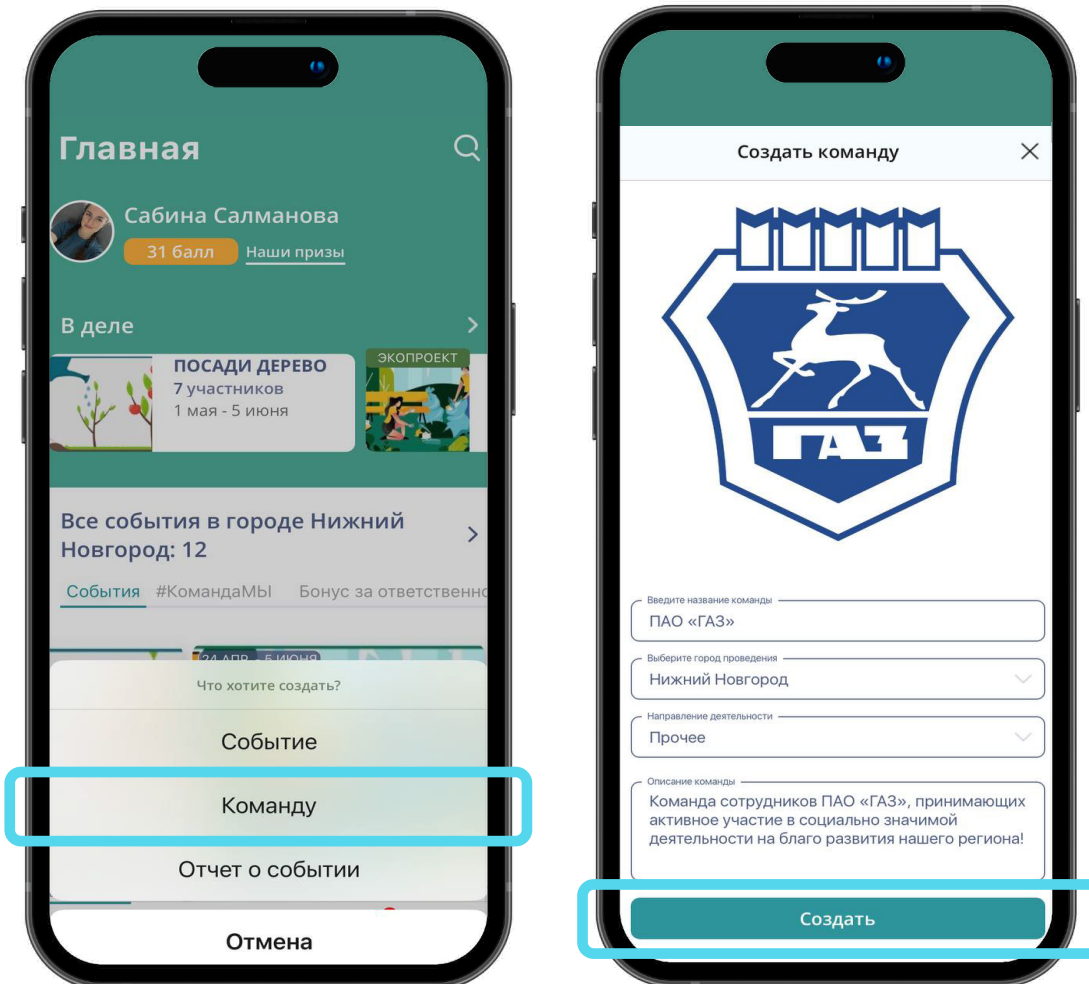 Главная
Сабина Салманова
31 балл Наши призы
В деле
ПОСАДИ ДЕРЕВО
7 участников
1 мая - 5 июня
ЭКОПРОЕКТ
Все события в городе Нижний
Новгород: 12
События #КомандаМЫ Бонус за ответственно
24 АПР. - 5 ИЮНЯ
Что хотите создать?
Событие
Команду
Отчет о событии
Отмена
Создать команду
ГАЗ
Введите название команды
ПАО «ГАЗ»
Выберите город проведения
Нижний Новгород
Направление деятельности
Прочее
Описание команды
Команда сотрудников ПАО «ГАЗ», принимающих
активное участие в социально значимой
деятельности на благо развития нашего региона!
Создать